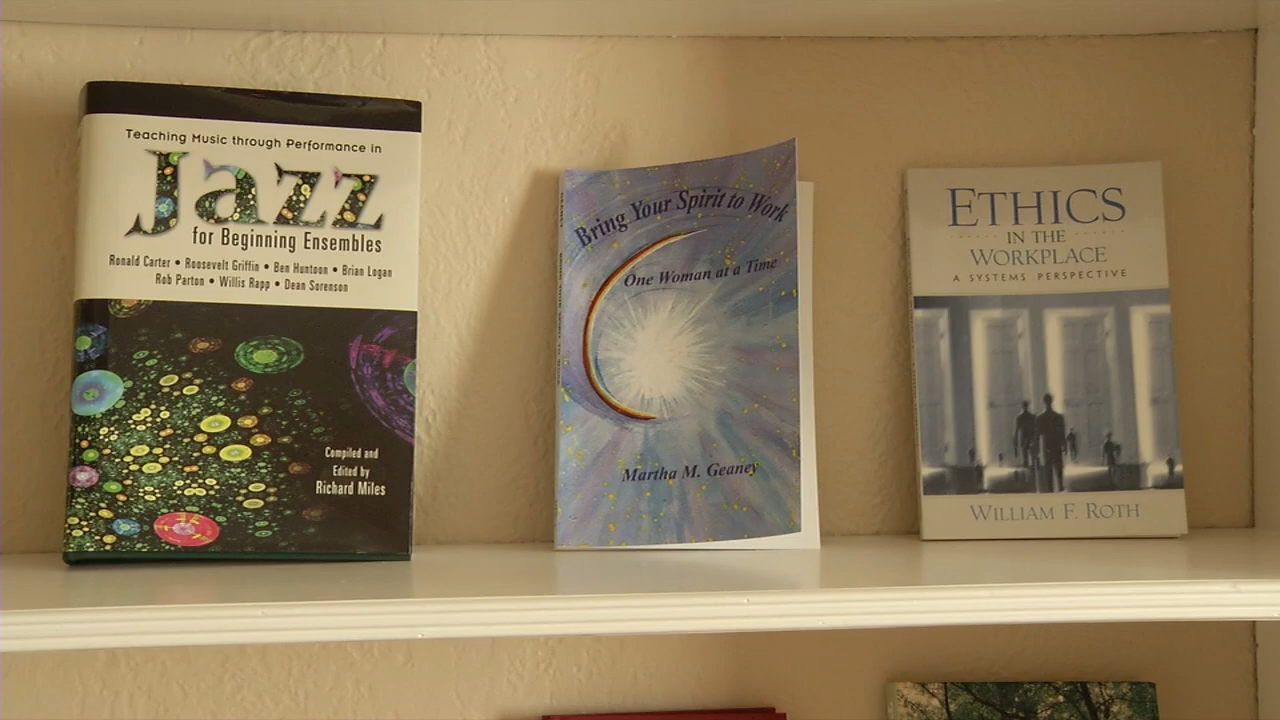 Teaching Music through Performance in
Jazz
for Beginning Ensembles
Ronald Carter • Roosevelt Griffin • Ben Huntoon • Brian Logan
Rob Parton • Willis Rapp • Dean Sorenson
Compiled and
Edited by
Richard Miles
Bring Your Spirit to Work
One Woman at a Time
Martha M. Geaney
ETHICS
IN THE
WORKPLACE
A SYSTEMS PERSPECTIVE
WILLIAM F. ROTH